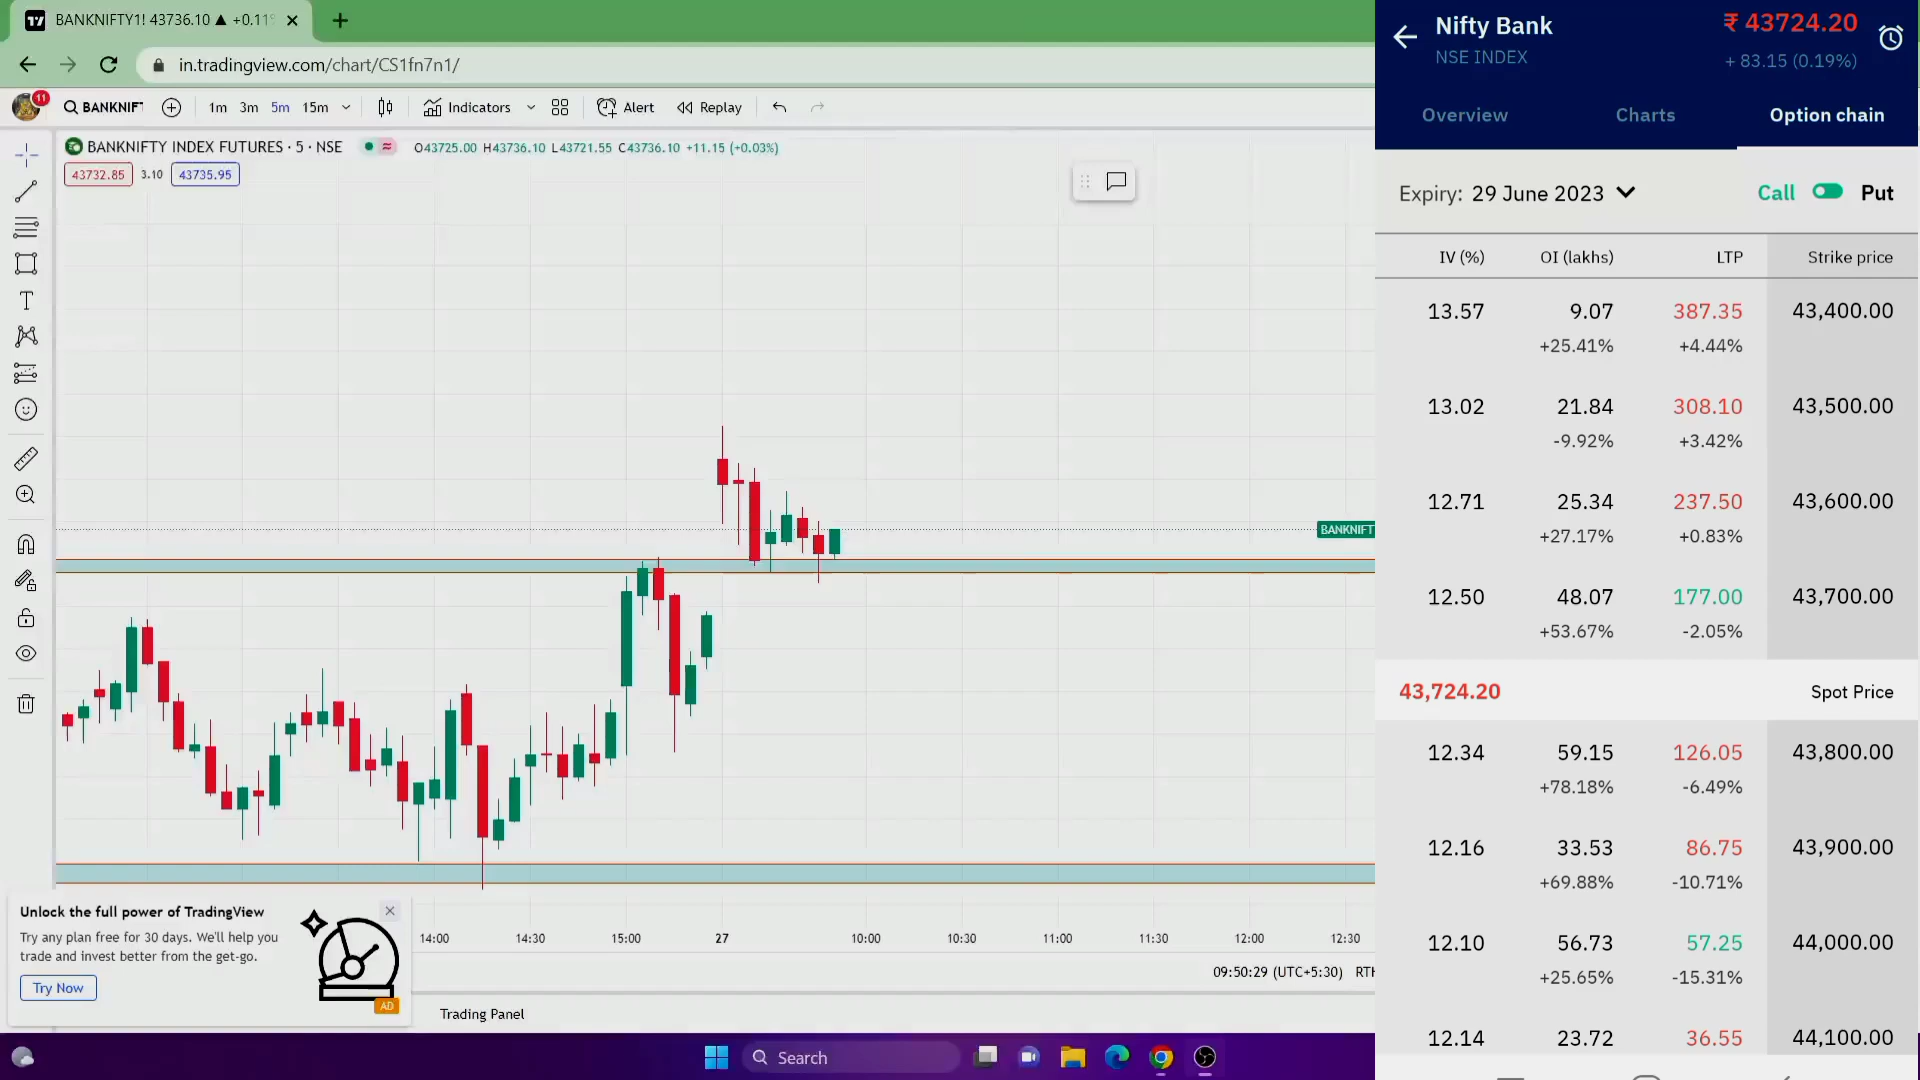 BANKNIFTY1! 43736.10 ▲ +0.11%
in.tradingview.com/chart/CS1fn7n1/
11
BANKNIF
1m 3m 5m 15m
Indicators
Alert
Replay
BANKNIFTY INDEX FUTURES · 5 · NSE
O43725.00 H43736.10 L43721.55 C43736.10 +11.15 (+0.03%)
43732.85 3.10 43735.95
BANKNIFT
Unlock the full power of TradingView
Try any plan free for 30 days. We'll help you
trade and invest better from the get-go.
Try Now
AD
14:00 14:30 15:00 27 10:00 10:30 11:00 11:30 12:00 12:30
09:50:29 (UTC+5:30) RTH
Trading Panel
Search
Nifty Bank
NSE INDEX
₹ 43724.20
+ 83.15 (0.19%)
Overview Charts Option chain
Expiry: 29 June 2023
Call Put
IV (%) OI (lakhs) LTP Strike price
13.57 9.07 387.35 43,400.00
+25.41% +4.44%
13.02 21.84 308.10 43,500.00
-9.92% +3.42%
12.71 25.34 237.50 43,600.00
+27.17% +0.83%
12.50 48.07 177.00 43,700.00
+53.67% -2.05%
43,724.20 Spot Price
12.34 59.15 126.05 43,800.00
+78.18% -6.49%
12.16 33.53 86.75 43,900.00
+69.88% -10.71%
12.10 56.73 57.25 44,000.00
+25.65% -15.31%
12.14 23.72 36.55 44,100.00